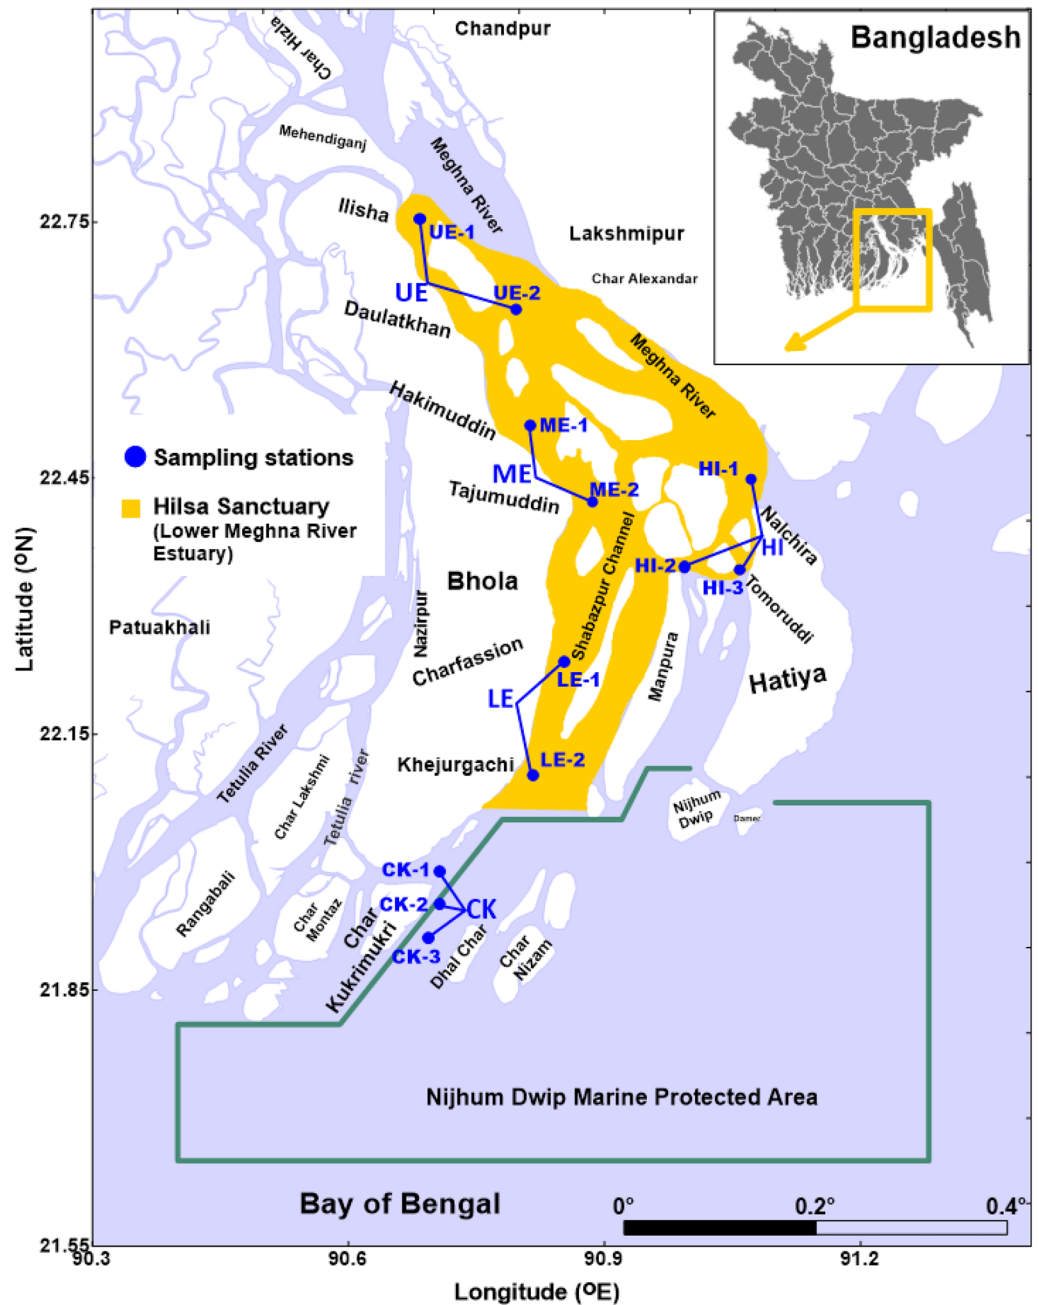 Chandpur
Bangladesh
Char Hizla
Mehendiganj
Meghna River
Ilisha
22.75
UE-1
Lakshmipur
Char Alexandar
UE
UE-2
Daulatkhan
Meghna River
Hakimuddin
ME-1
Sampling stations
ME
HI-1
22.45
Tajumuddin
ME-2
Hilsa Sanctuary
(Lower Meghna River
Estuary)
Nalchira
HI
Shabazpur Channel
HI-2
HI-3
Bhola
Tomoruddi
Nazirpur
Patuakhali
Latitude (ºN)
Charfassion
Manpura
LE-1
Hatiya
LE
22.15
Khejurgachi
LE-2
Tetulia River
Char Lakshmi
Tetulia river
Nijhum
Dwip
Damec
CK-1
CK-2
CK
Rangabali
Char
Montaz
Char
Kukrimukri
CK-3
Dhal Char
Char
Nizam
21.85
Nijhum Dwip Marine Protected Area
Bay of Bengal
0°
0.2°
0.4°
21.55
90.3
90.6
90.9
91.2
Longitude (ºE)